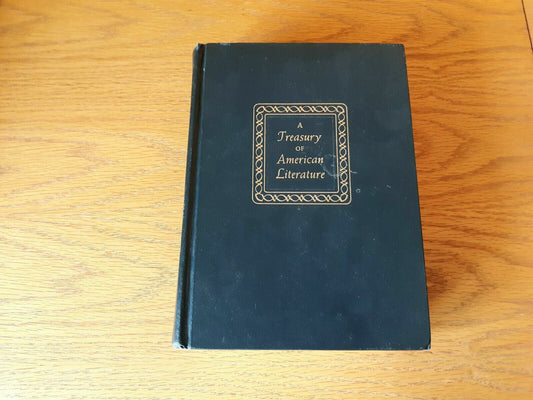 A
Treasury
OF
American
Literature